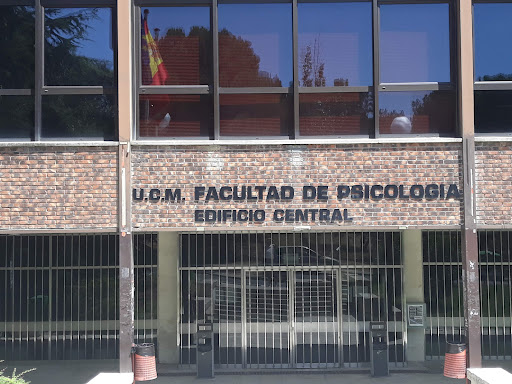 U.C.M. FACULTAD DE PSICOLOGIA
EDIFICIO CENTRAL